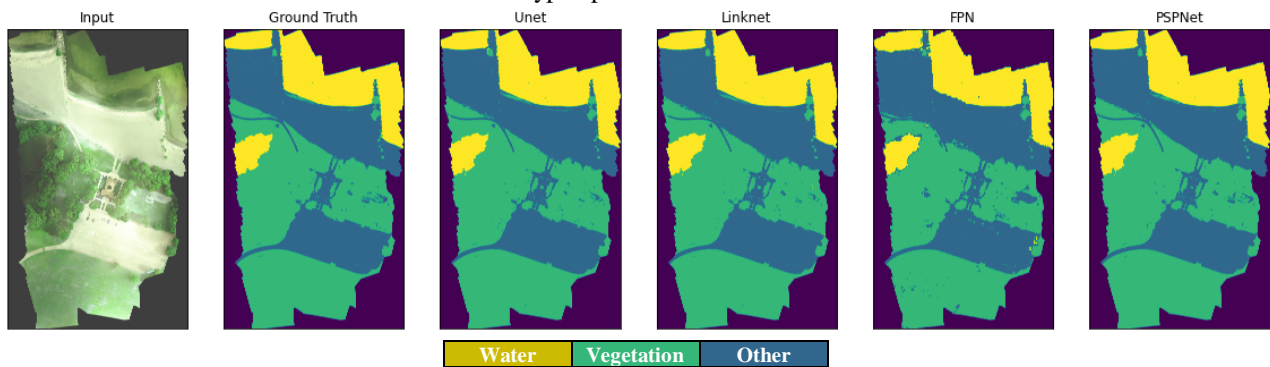 Input Ground Truth Unet Linknet FPN PSPNet
Water Vegetation Other